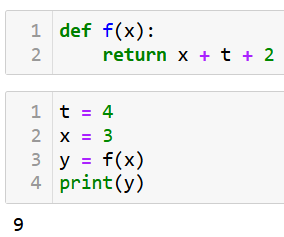 1 def f(x):
2     return x + t + 2
1 t = 4
2 x = 3
3 y = f(x)
4 print(y)
9